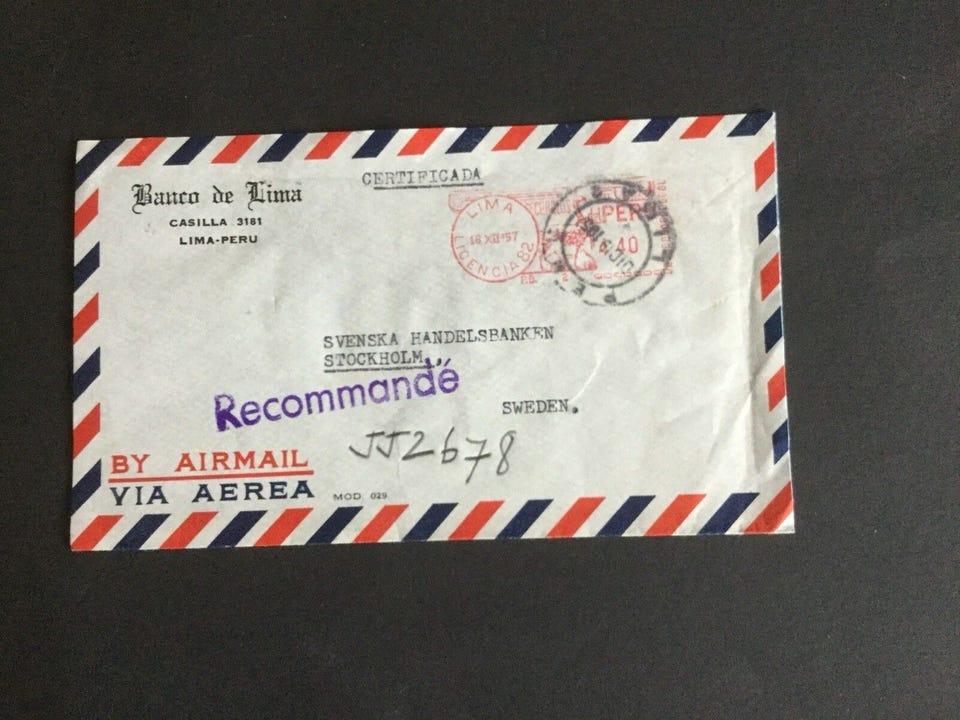 CERTIFICADA
Banco de Lima
CASILLA 3181
LIMA-PERU
LIMA
18 XII '57
LICENCIA 82
PERU
40
P.B.
SVENSKA HANDELSBANKEN
STOCKHOLM.,
Recommandé
SWEDEN.
JJ2678
BY AIRMAIL
VIA AEREA
MOD. 029